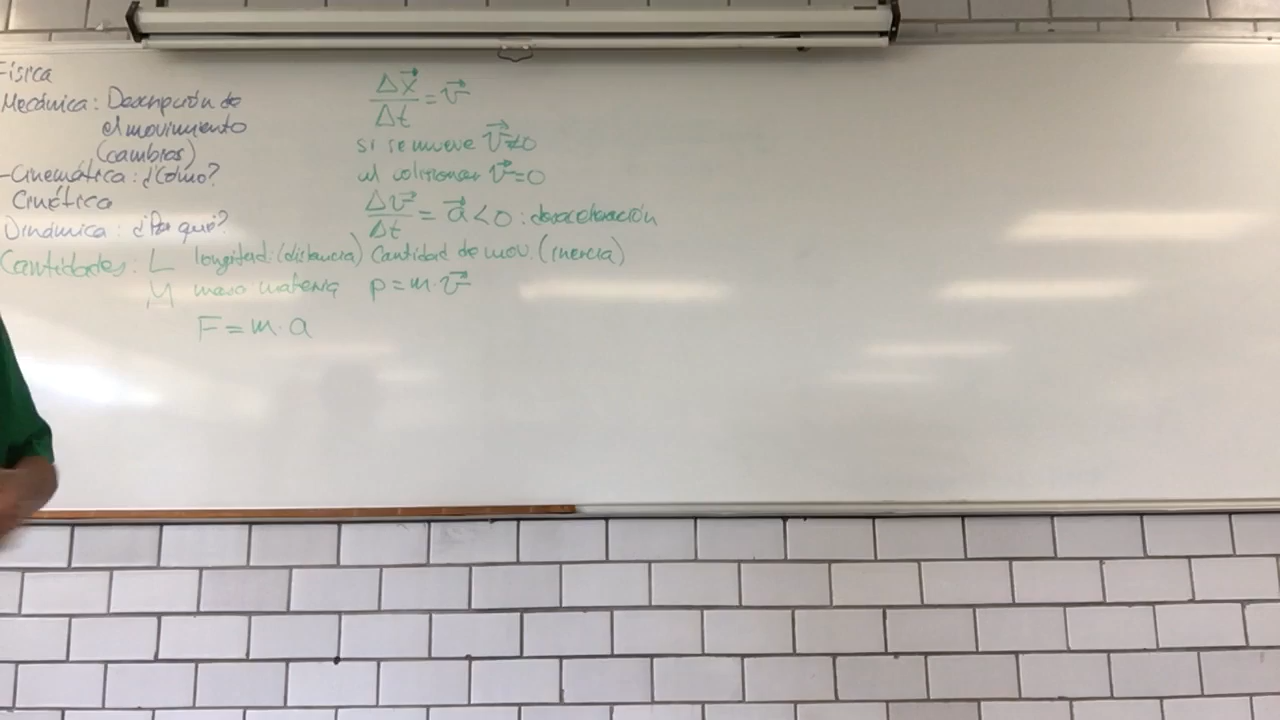 Física
Mecánica: Descripción de
el movimiento
(cambios)
-Cinemática: ¿Cómo?
Cinética
Dinámica: ¿Por qué?
Cantidades: L longitud: (distancia)
M masa materia
F = m · a
Δx⃗/Δt = v⃗
si se mueve v⃗≠0
al colisionar v⃗=0
Δv⃗/Δt = a⃗ < 0 : desaceleración
Cantidad de mov. (inercia)
p = m · v⃗